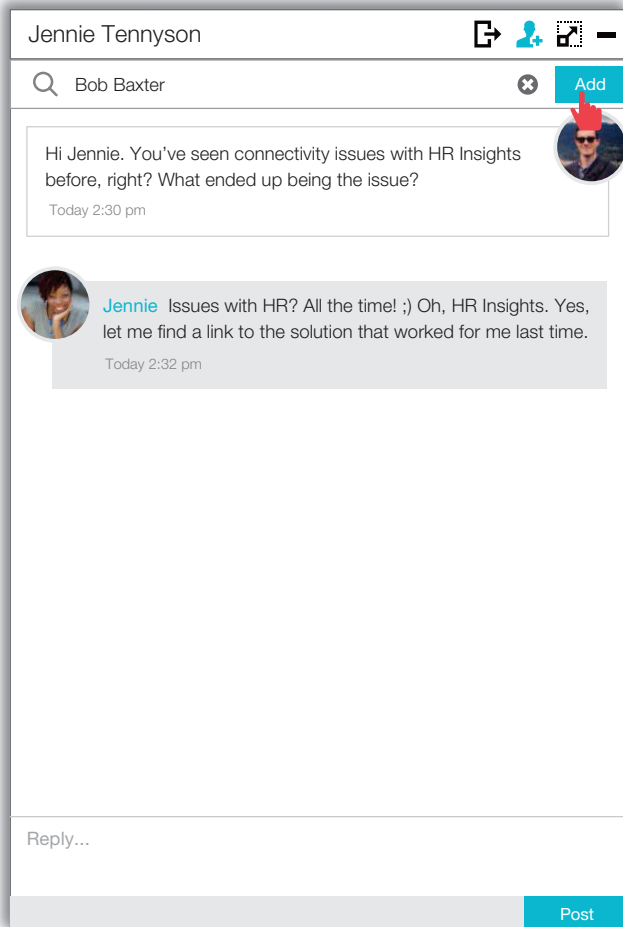 Jennie Tennyson
Bob Baxter
Add
Hi Jennie. You’ve seen connectivity issues with HR Insights
before, right? What ended up being the issue?
Today 2:30 pm
Jennie Issues with HR? All the time! ;) Oh, HR Insights. Yes,
let me find a link to the solution that worked for me last time.
Today 2:32 pm
Reply...
Post